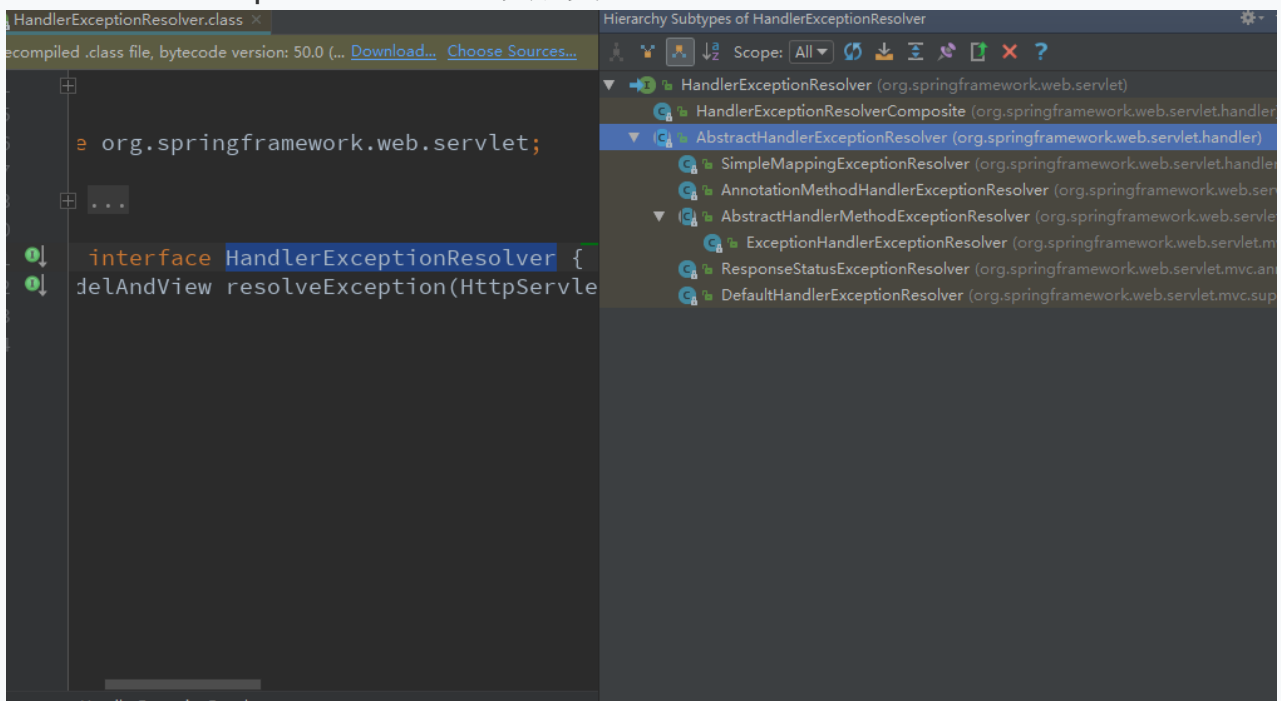 HandlerExceptionResolver.class ×
ecompiled .class file, bytecode version: 50.0 (... Download... Choose Sources...
e org.springframework.web.servlet;
...
interface HandlerExceptionResolver {
delAndView resolveException(HttpServle
Hierarchy Subtypes of HandlerExceptionResolver
Scope: All
HandlerExceptionResolver (org.springframework.web.servlet)
HandlerExceptionResolverComposite (org.springframework.web.servlet.handler
AbstractHandlerExceptionResolver (org.springframework.web.servlet.handler)
SimpleMappingExceptionResolver (org.springframework.web.servlet.handle
AnnotationMethodHandlerExceptionResolver (org.springframework.web.ser
AbstractHandlerMethodExceptionResolver (org.springframework.web.servle
ExceptionHandlerExceptionResolver (org.springframework.web.servlet.m
ResponseStatusExceptionResolver (org.springframework.web.servlet.mvc.an
DefaultHandlerExceptionResolver (org.springframework.web.servlet.mvc.sup